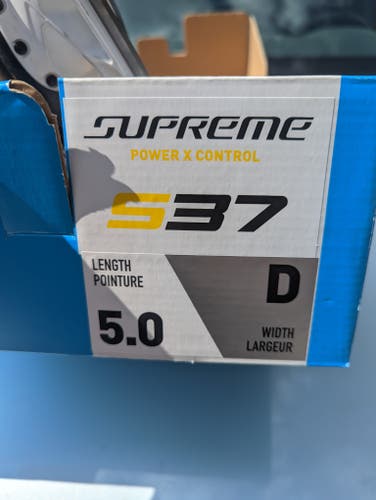 SUPREME
POWER X CONTROL
S37
LENGTH
POINTURE
5.0
D
WIDTH
LARGEUR